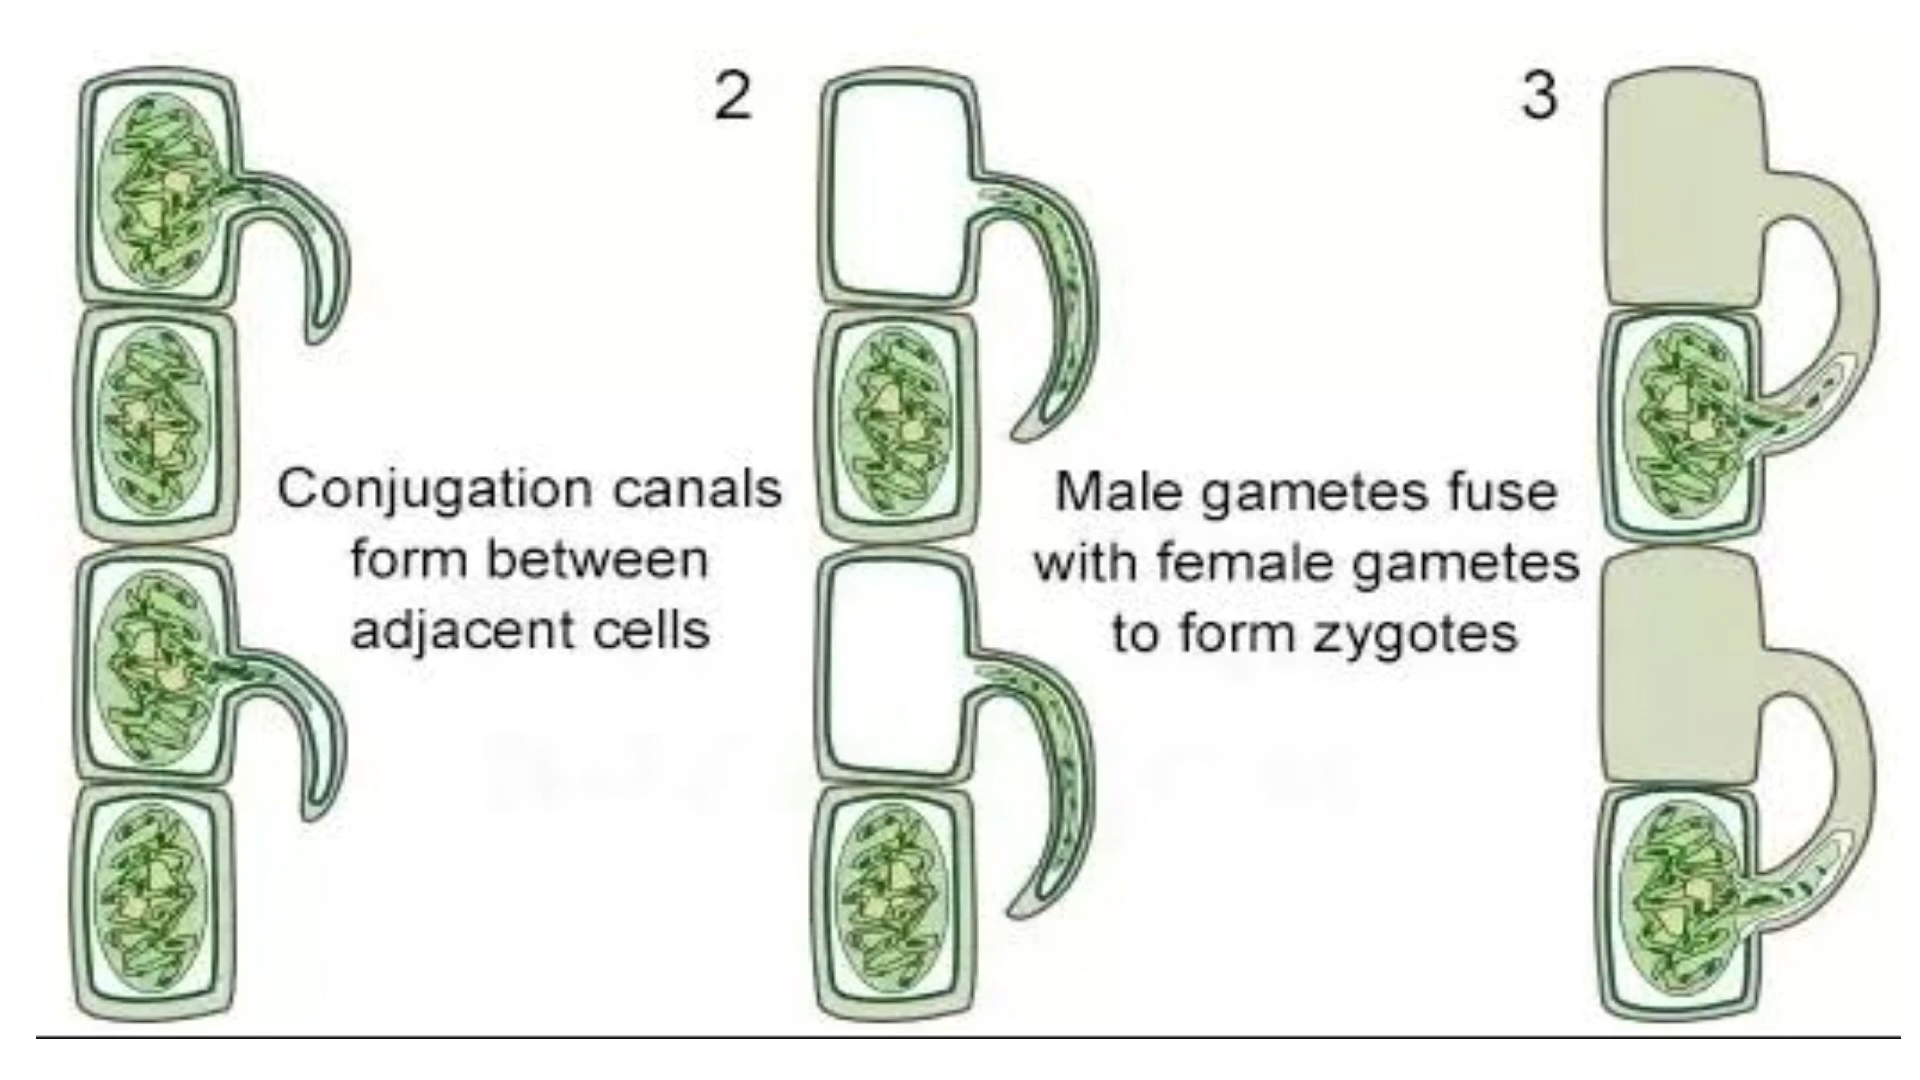 2
3
Conjugation canals
form between
adjacent cells
Male gametes fuse
with female gametes
to form zygotes